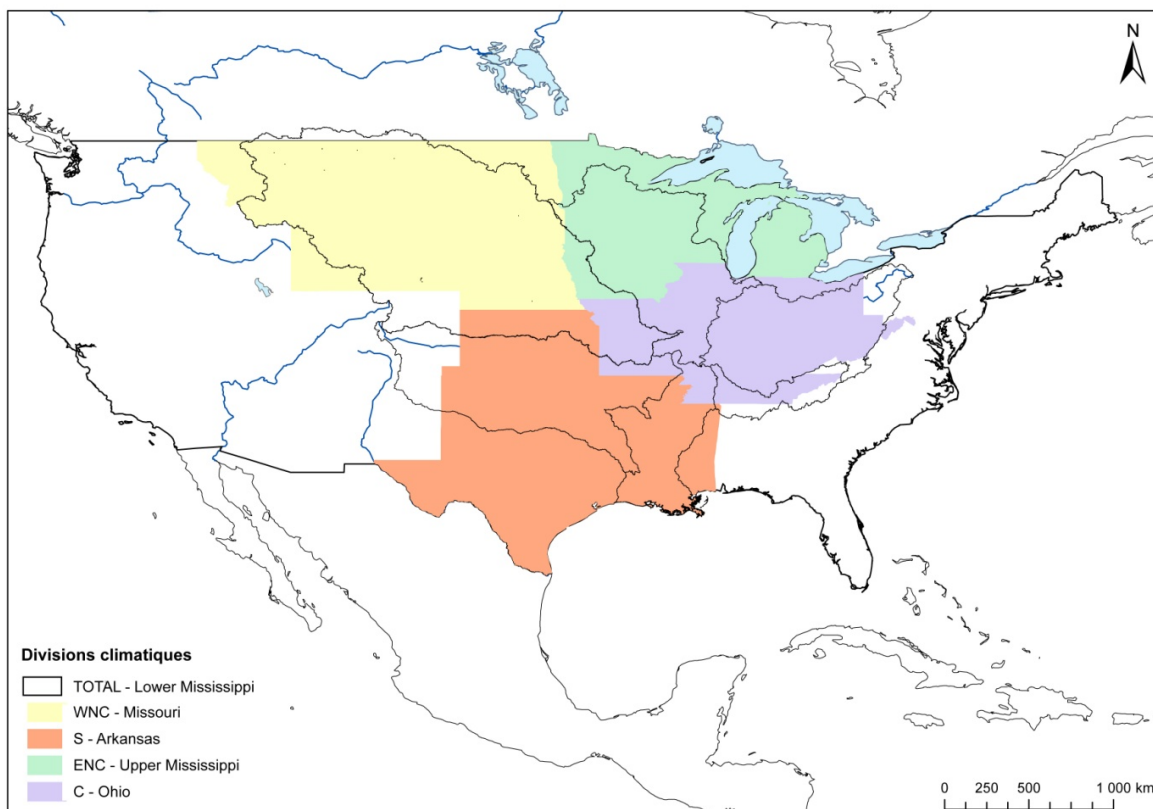 N
Divisions climatiques
TOTAL - Lower Mississippi
WNC - Missouri
S - Arkansas
ENC - Upper Mississippi
C - Ohio
0 250 500 1 000 km